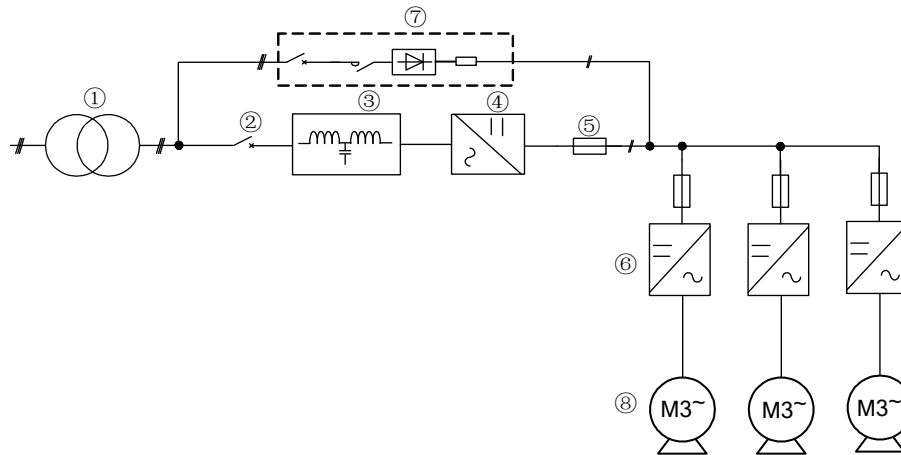 ⑦
①
②
③
④
⑤
⑥
⑧
M3~
M3~
M3~